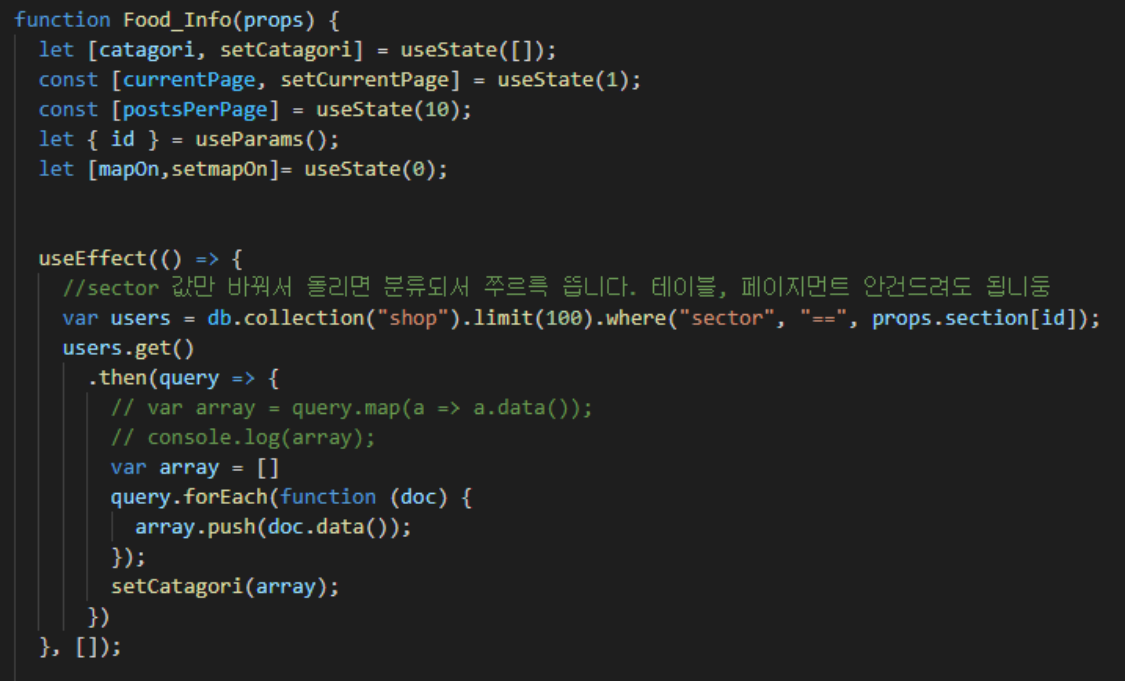 function Food_Info(props) {
let [catagori, setCatagori] = useState([]);
const [currentPage, setCurrentPage] = useState(1);
const [postsPerPage] = useState(10);
let { id } = useParams();
let [mapOn,setmapOn]= useState(0);
useEffect(() => {
//sector 값만 바꿔서 돌리면 분류되서 쭈르륵 뜹니다. 테이블, 페이지먼트 안건드려도 됩니둥
var users = db.collection("shop").limit(100).where("sector", "==", props.section[id]);
users.get()
.then(query => {
// var array = query.map(a => a.data());
// console.log(array);
var array = []
query.forEach(function (doc) {
array.push(doc.data());
});
setCatagori(array);
})
}, []);